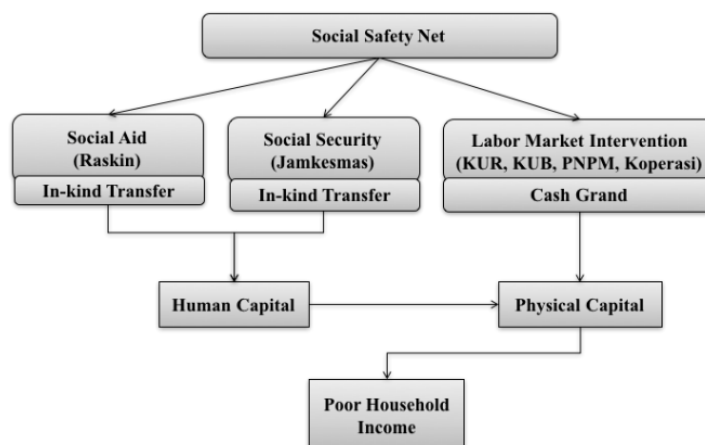 Social Safety Net
Social Aid
(Raskin)
In-kind Transfer
Social Security
(Jamkesmas)
In-kind Transfer
Labor Market Intervention
(KUR, KUB, PNPM, Koperasi)
Cash Grand
Human Capital
Physical Capital
Poor Household
Income